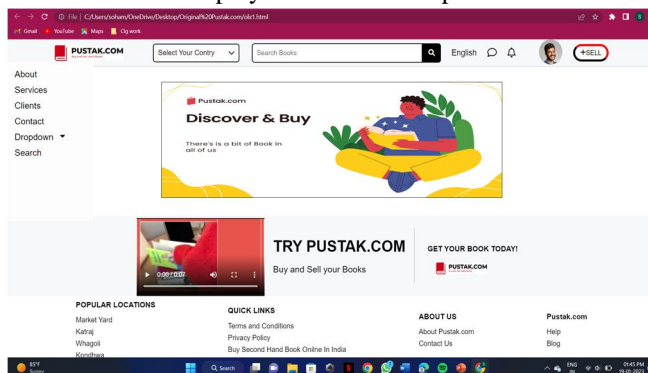 File | C:/Users/soham/OneDrive/Desktop/Original%20Pustak.com/olx1.html
Gmail YouTube Maps Clg work
PUSTAK.COM Select Your Contry Search Books English +SELL
About
Services
Clients
Contact
Dropdown
Search
Pustak.com
Discover & Buy
There's is a bit of Book in
all of us
0:00 / 0:07
TRY PUSTAK.COM
Buy and Sell your Books
GET YOUR BOOK TODAY!
PUSTAK.COM
POPULAR LOCATIONS
Market Yard
Katraj
Whagoli
Kondhwa
QUICK LINKS
Terms and Conditions
Privacy Policy
Buy Second Hand Book Onilne In India
ABOUT US
About Pustak.com
Contact Us
Pustak.com
Help
Blog
85°F
Sunny
Search
ENG
IN
01:45 PM
19-01-2023